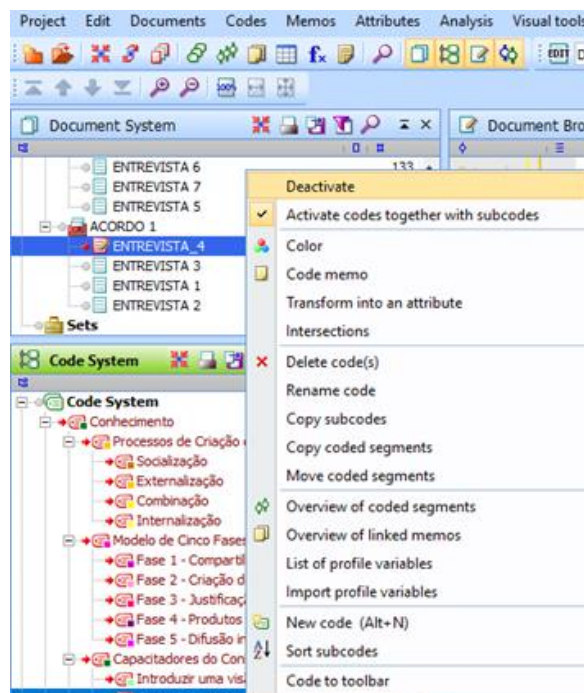 Project Edit Documents Codes Memos Attributes Analysis Visual tools
Document System
Document Bro
ENTREVISTA 6 133
ENTREVISTA 7
ENTREVISTA 5
ACORDO 1
ENTREVISTA_4
ENTREVISTA 3
ENTREVISTA 1
ENTREVISTA 2
Sets
Code System
Code System
Conhecimento
Processos de Criação
Socialização
Externalização
Combinação
Internalização
Modelo de Cinco Fases
Fase 1 - Compartil
Fase 2 - Criação d
Fase 3 - Justificaç
Fase 4 - Produtos
Fase 5 - Difusão in
Capacitadores do Con
Introduzir uma vis
Deactivate
Activate codes together with subcodes
Color
Code memo
Transform into an attribute
Intersections
Delete code(s)
Rename code
Copy subcodes
Copy coded segments
Move coded segments
Overview of coded segments
Overview of linked memos
List of profile variables
Import profile variables
New code (Alt+N)
Sort subcodes
Code to toolbar